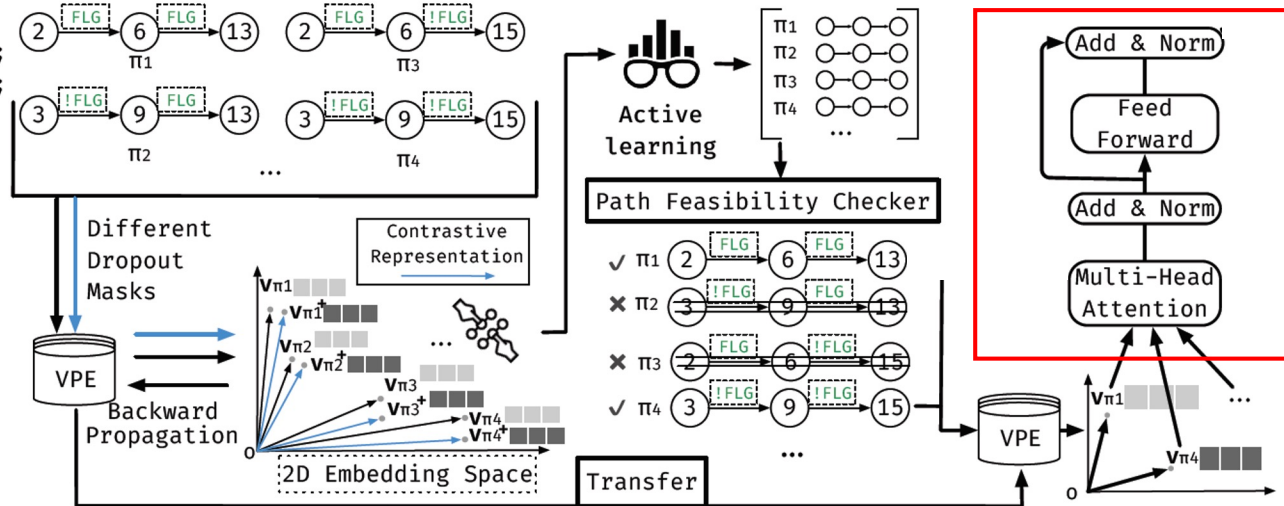 FLG FLG
2 6 13
π1
FLG !FLG
2 6 15
π3
!FLG FLG
3 9 13
π2
!FLG !FLG
3 9 15
π4
...
Different
Dropout
Masks
VPE
Backward
Propagation
Contrastive
Representation
Vπ1
Vπ1+
Vπ2
Vπ2+
...
Vπ3
Vπ3+
Vπ4
Vπ4+
O
2D Embedding Space
Active
learning
π1
π2
π3
π4
...
Path Feasibility Checker
FLG FLG
✓ π1 2 6 13
!FLG FLG
✗ π2 3 9 13
FLG !FLG
✗ π3 2 6 15
!FLG !FLG
✓ π4 3 9 15
...
Transfer
VPE
Add & Norm
Feed
Forward
Add & Norm
Multi-Head
Attention
Vπ1
...
Vπ4
O